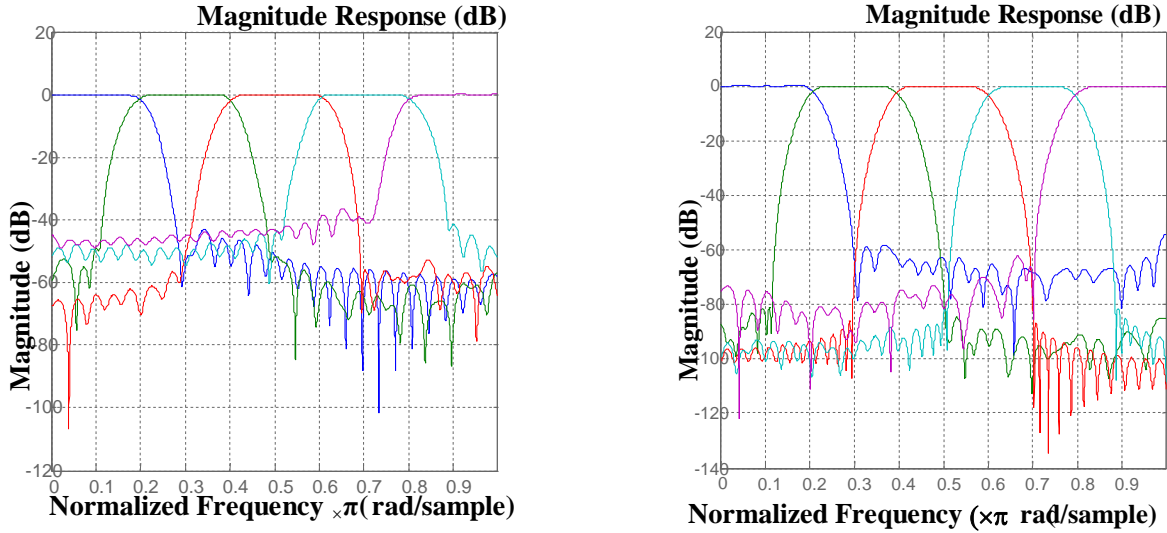 Magnitude Response (dB)
20
0
-20
-40
-60
-80
-100
-120
Magnitude (dB)
0 0.1 0.2 0.3 0.4 0.5 0.6 0.7 0.8 0.9
Normalized Frequency ×π( rad/sample)
Magnitude Response (dB)
20
0
-20
-40
-60
-80
-100
-120
-140
Magnitude (dB)
0 0.1 0.2 0.3 0.4 0.5 0.6 0.7 0.8 0.9
Normalized Frequency (×π rad/sample)